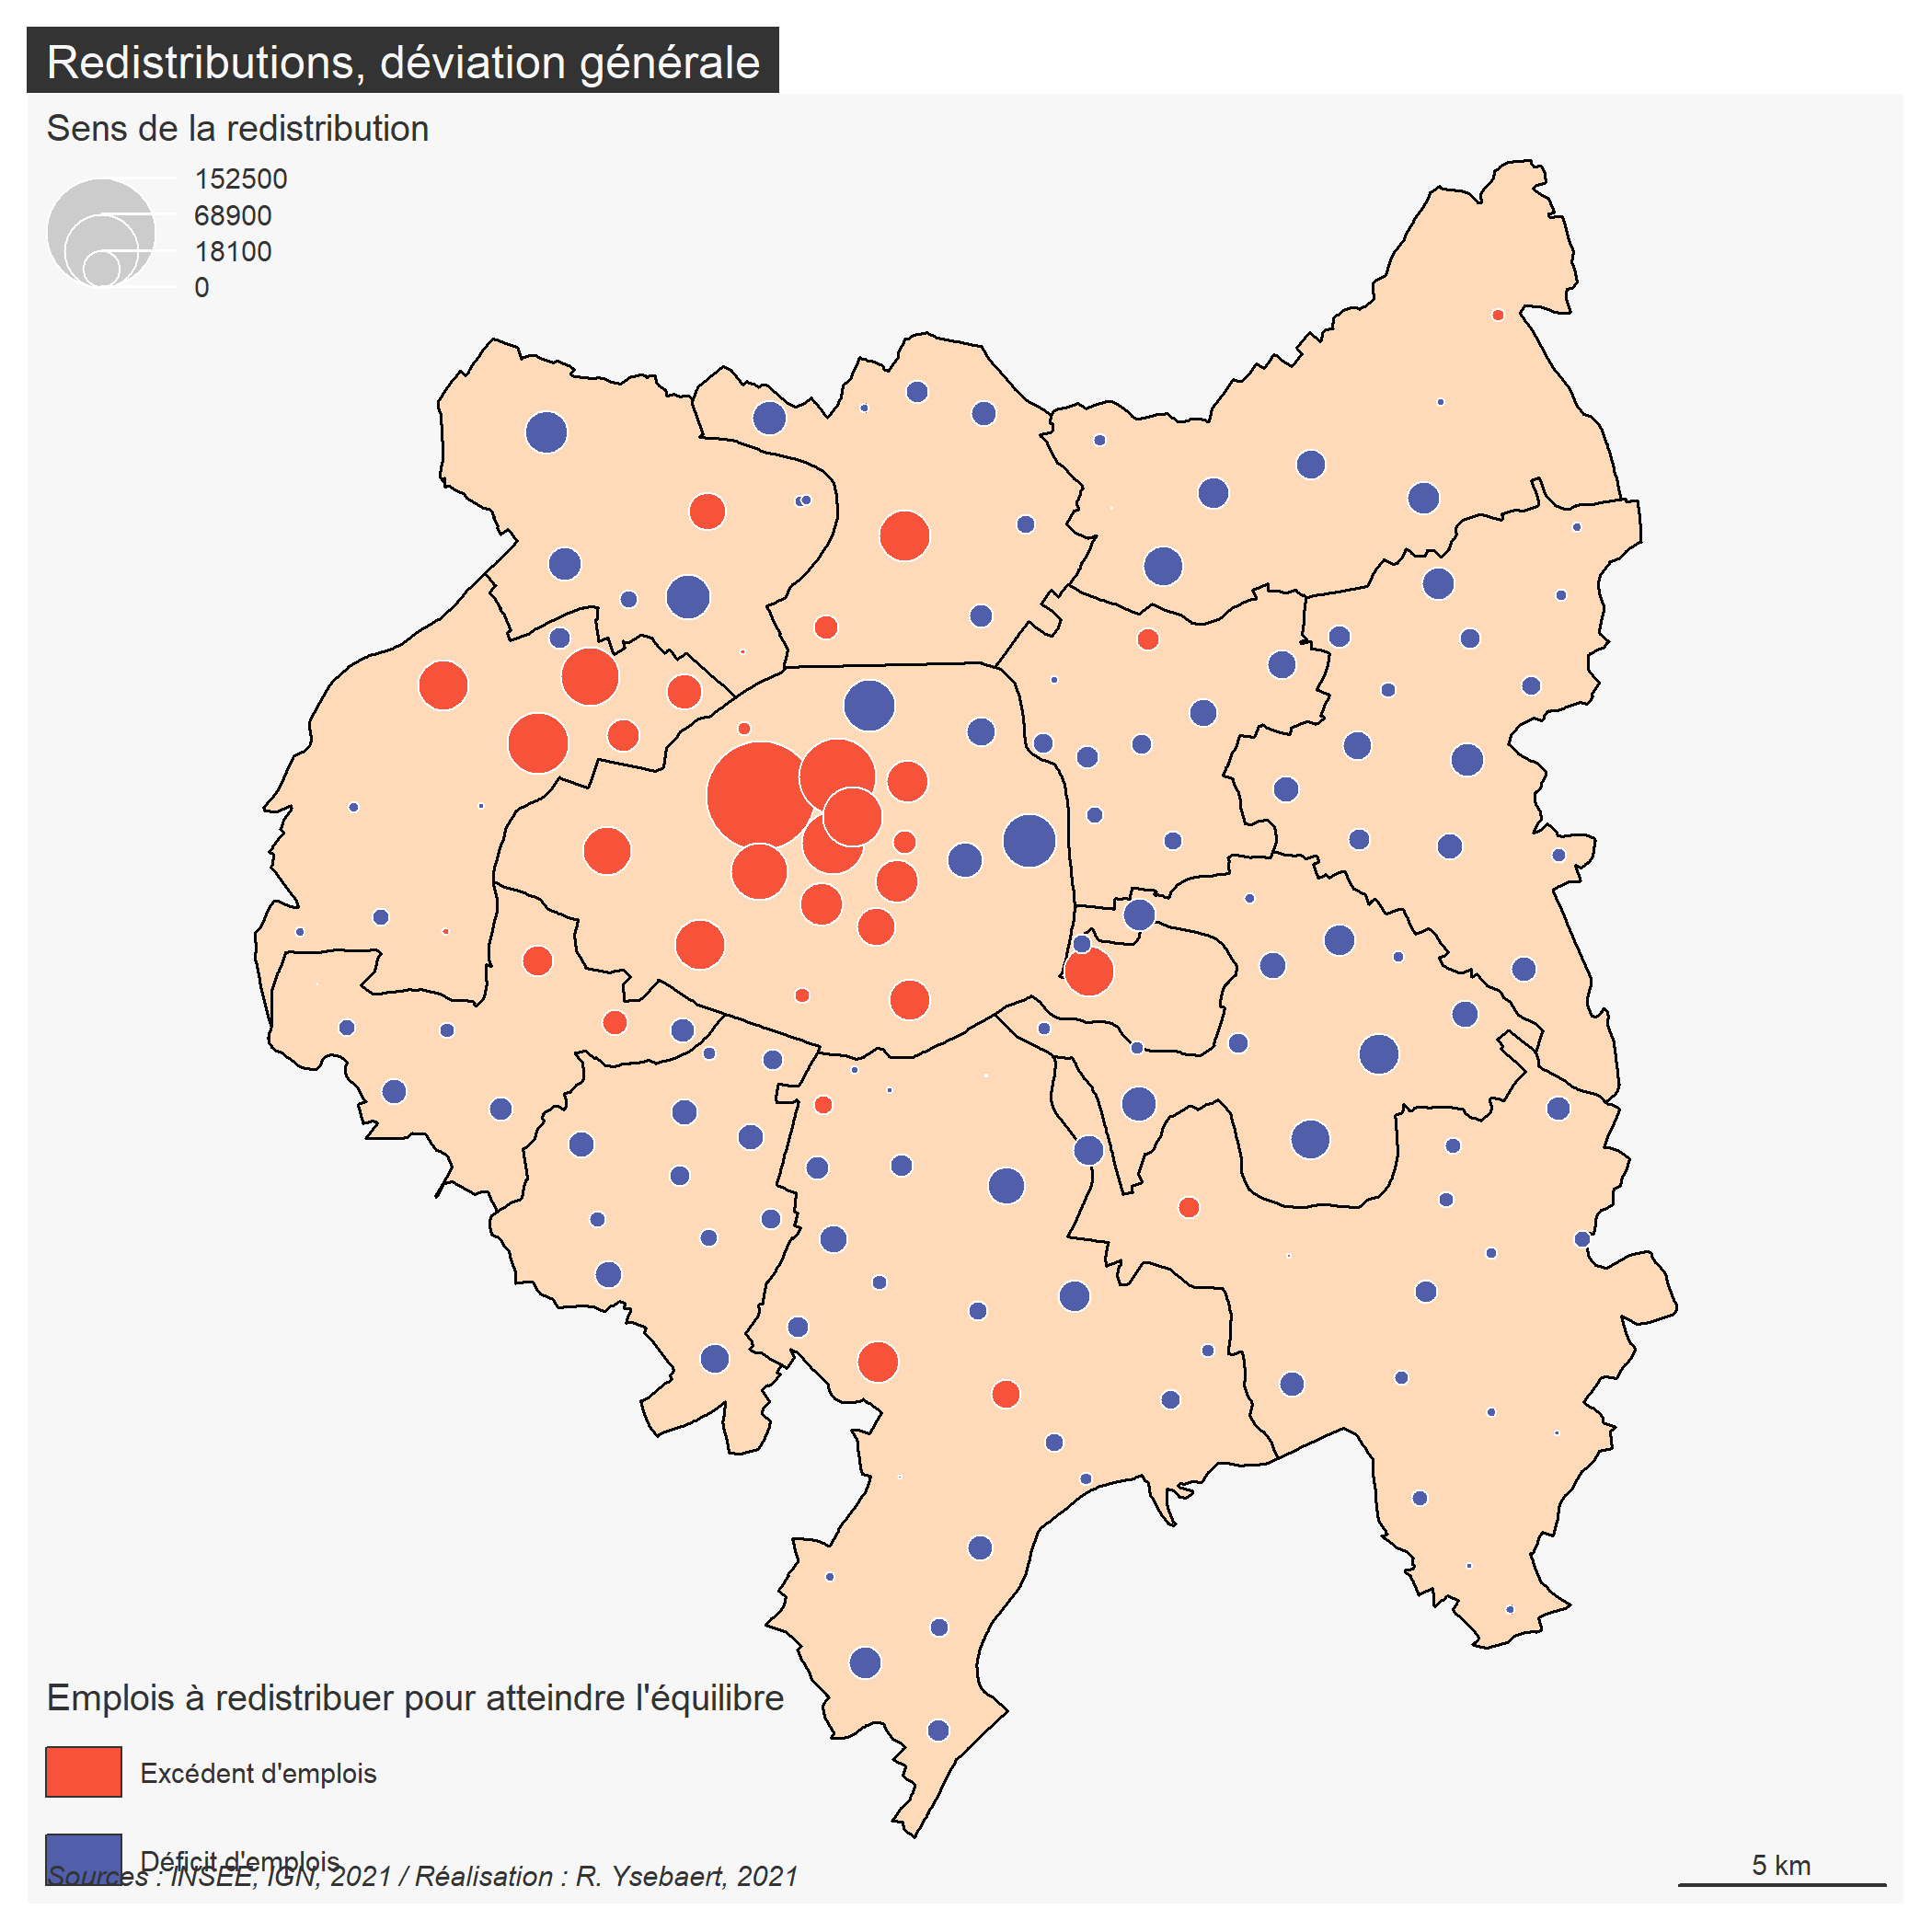 Redistributions, déviation générale
Sens de la redistribution
152500
68900
18100
0
Emplois à redistribuer pour atteindre l'équilibre
Excédent d'emplois
Déficit d'emplois
Sources : INSEE, IGN, 2021 / Réalisation : R. Ysebaert, 2021
5 km